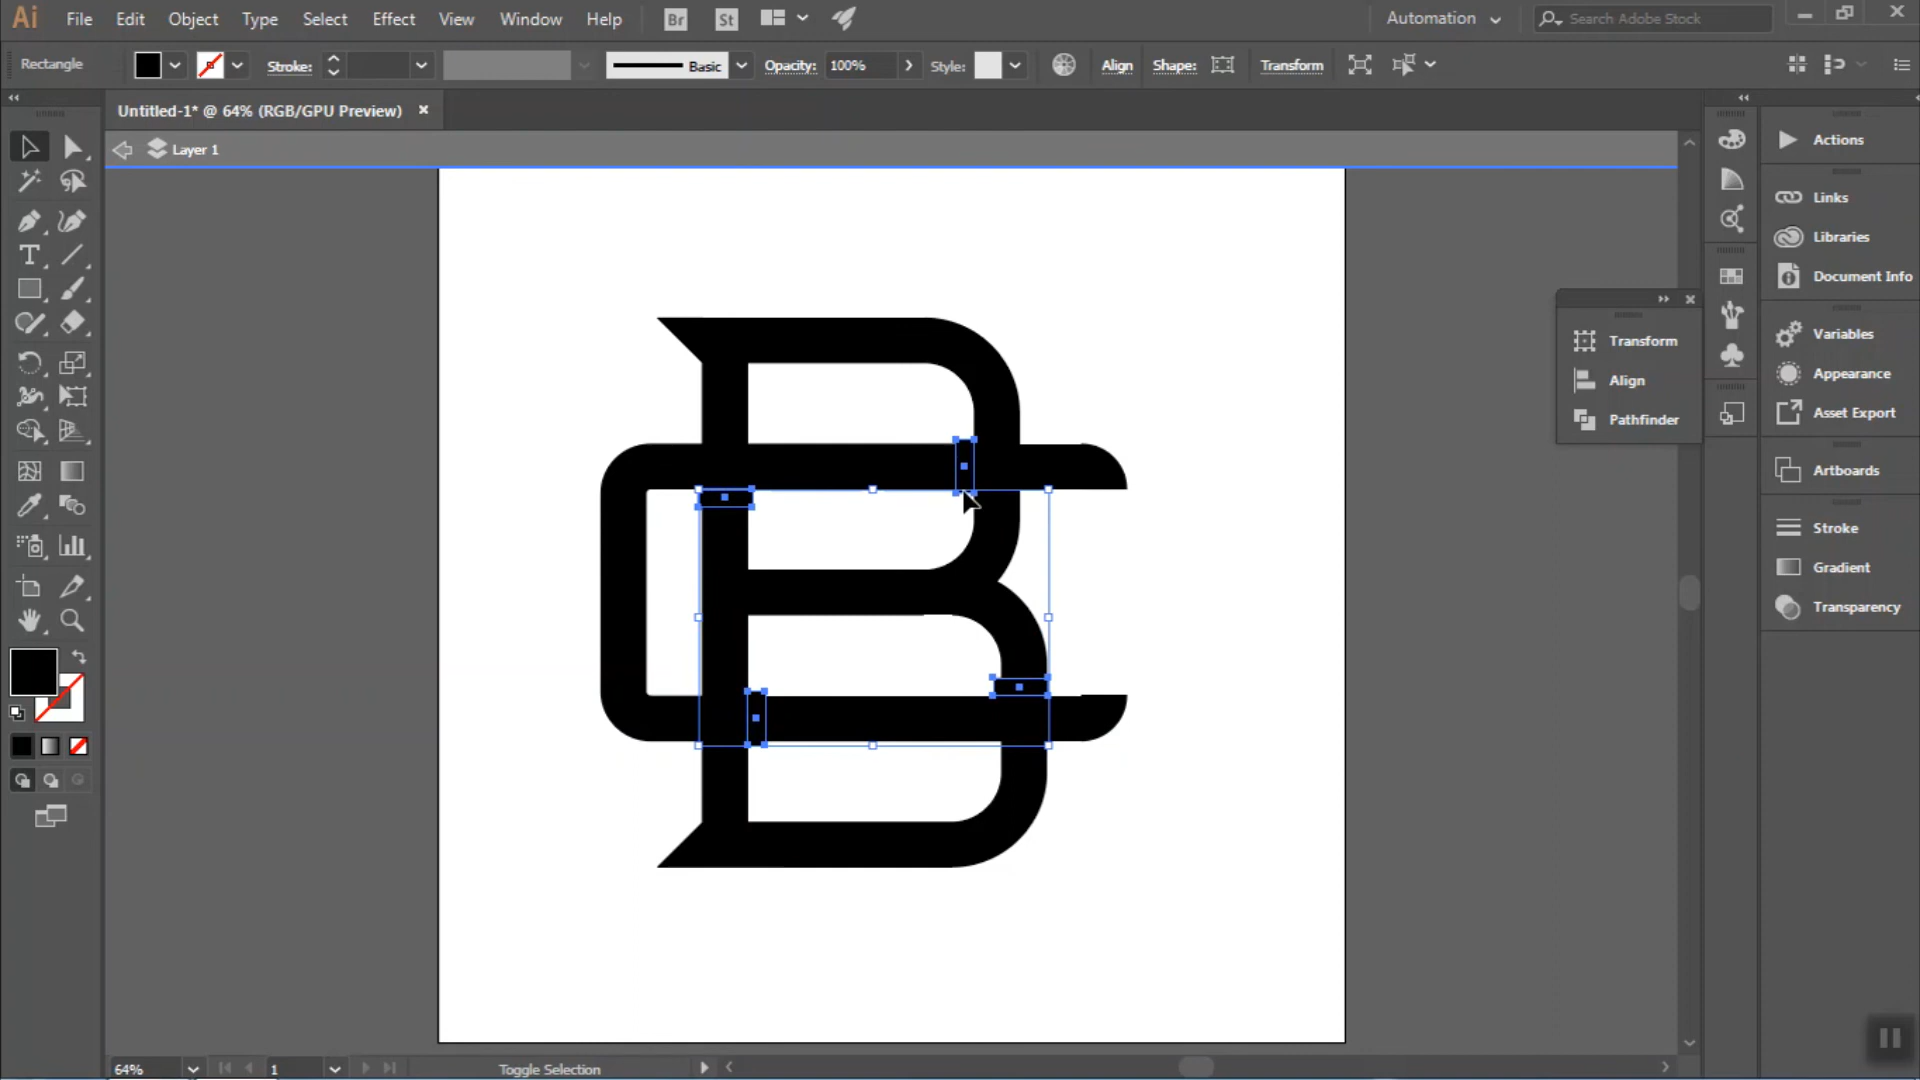 Ai File Edit Object Type Select Effect View Window Help Br St Automation Search Adobe Stock
Rectangle Stroke: Basic Opacity: 100% Style: Align Shape: Transform
Untitled-1* @ 64% (RGB/GPU Preview)
Layer 1
Actions
Links
Libraries
Document Info
Variables
Appearance
Asset Export
Artboards
Stroke
Gradient
Transparency
Transform
Align
Pathfinder
CB
64% 1 Toggle Selection